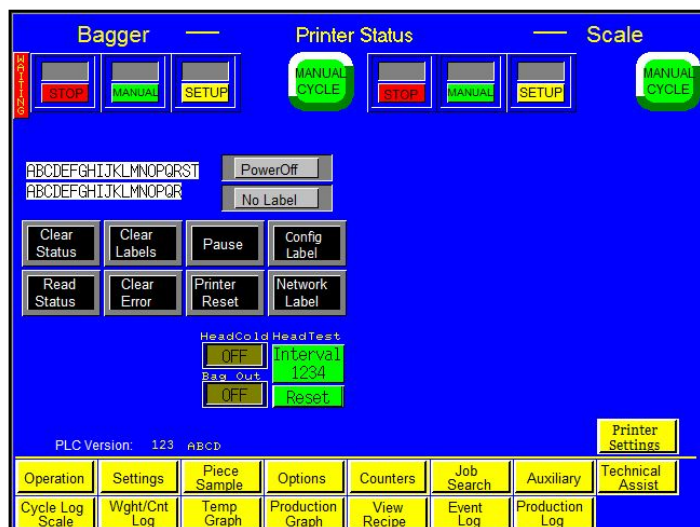 Bagger — Printer Status — Scale
WAITING
STOP MANUAL SETUP MANUAL CYCLE STOP MANUAL SETUP MANUAL CYCLE
ABCDEFGHIJKLMNOPQRST PowerOff
ABCDEFGHIJKLMNOPQR No Label
Clear Status Clear Labels Pause Config Label
Read Status Clear Error Printer Reset Network Label
HeadCold HeadTest
OFF Interval
1234
Bag Out
OFF Reset
Printer Settings
PLC Version: 123 ABCD
Operation Settings Piece Sample Options Counters Job Search Auxiliary Technical Assist
Cycle Log Scale Wght/Cnt Log Temp Graph Production Graph View Recipe Event Log Production Log